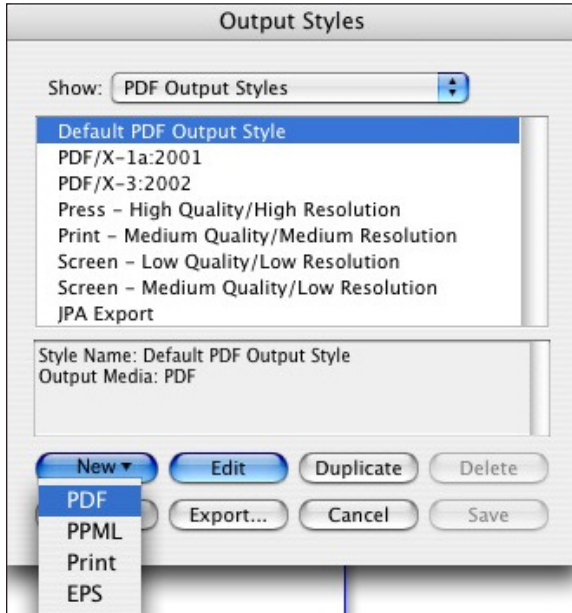 Output Styles
Show: PDF Output Styles
Default PDF Output Style
PDF/X-1a:2001
PDF/X-3:2002
Press – High Quality/High Resolution
Print – Medium Quality/Medium Resolution
Screen – Low Quality/Low Resolution
Screen – Medium Quality/Low Resolution
JPA Export
Style Name: Default PDF Output Style
Output Media: PDF
New Edit Duplicate Delete
Export... Cancel Save
PDF
PPML
Print
EPS